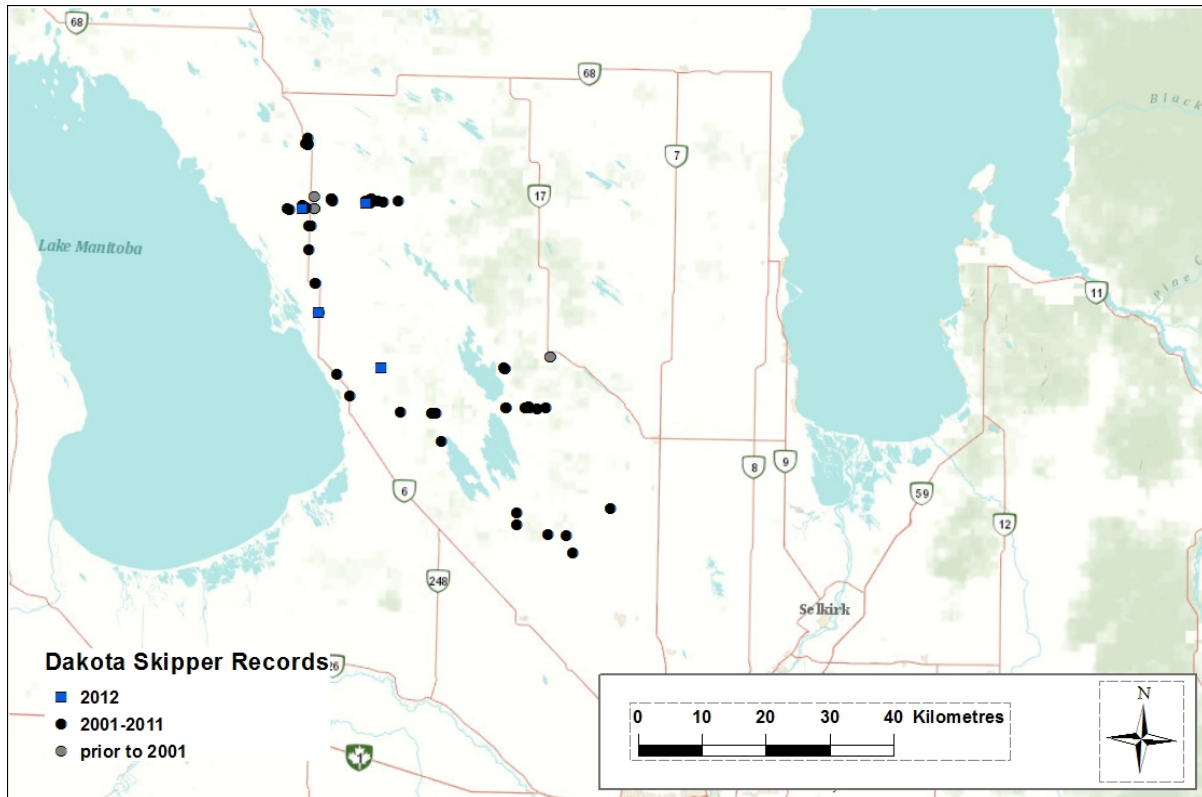 68
68
Black
7
17
Lake Manitoba
Pine C
11
6
8
9
59
12
248
Selkirk
26
Dakota Skipper Records
2012
2001-2011
prior to 2001
1
0 10 20 30 40 Kilometres
N